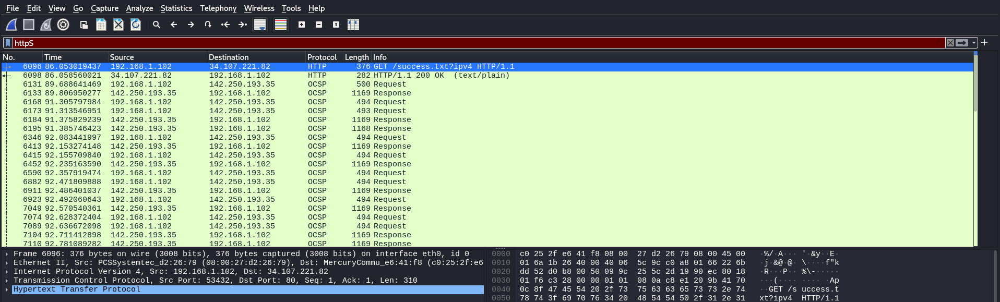 File Edit View Go Capture Analyze Statistics Telephony Wireless Tools Help
httpS
No. Time Source Destination Protocol Length Info
6096 86.053019437 192.168.1.102 34.107.221.82 HTTP 376 GET /success.txt?ipv4 HTTP/1.1
6098 86.058560021 34.107.221.82 192.168.1.102 HTTP 282 HTTP/1.1 200 OK (text/plain)
6131 89.688641469 192.168.1.102 142.250.193.35 OCSP 500 Request
6133 89.806950277 142.250.193.35 192.168.1.102 OCSP 1169 Response
6168 91.305797984 192.168.1.102 142.250.193.35 OCSP 494 Request
6173 91.313546951 192.168.1.102 142.250.193.35 OCSP 493 Request
6184 91.375829239 142.250.193.35 192.168.1.102 OCSP 1169 Response
6195 91.385746423 142.250.193.35 192.168.1.102 OCSP 1168 Response
6346 92.083441997 192.168.1.102 142.250.193.35 OCSP 494 Request
6413 92.153274148 142.250.193.35 192.168.1.102 OCSP 1169 Response
6415 92.155709840 192.168.1.102 142.250.193.35 OCSP 494 Request
6452 92.235163590 142.250.193.35 192.168.1.102 OCSP 1169 Response
6590 92.357919474 192.168.1.102 142.250.193.35 OCSP 494 Request
6882 92.471809888 192.168.1.102 142.250.193.35 OCSP 494 Request
6911 92.486401037 142.250.193.35 192.168.1.102 OCSP 1169 Response
6923 92.492060643 192.168.1.102 142.250.193.35 OCSP 494 Request
7049 92.570540361 142.250.193.35 192.168.1.102 OCSP 1169 Response
7074 92.628372404 192.168.1.102 142.250.193.35 OCSP 494 Request
7089 92.636672098 192.168.1.102 142.250.193.35 OCSP 494 Request
7104 92.711412898 142.250.193.35 192.168.1.102 OCSP 1169 Response
7110 92.781089282 142.250.193.35 192.168.1.102 OCSP 1169 Response
Frame 6096: 376 bytes on wire (3008 bits), 376 bytes captured (3008 bits) on interface eth0, id 0
Ethernet II, Src: PCSSystemtec_d2:26:79 (08:00:27:d2:26:79), Dst: MercuryCommu_e6:41:f8 (c0:25:2f:e6
Internet Protocol Version 4, Src: 192.168.1.102, Dst: 34.107.221.82
Transmission Control Protocol, Src Port: 53432, Dst Port: 80, Seq: 1, Ack: 1, Len: 310
Hypertext Transfer Protocol
0000 c0 25 2f e6 41 f8 08 00 27 d2 26 79 08 00 45 00 ·%/·A··· '·&y··E·
0010 01 6a 1b 26 40 00 40 06 5c 9c c0 a8 01 66 22 6b ·j·&@·@· \····f"k
0020 dd 52 d0 b8 00 50 09 9c 25 5c 2d 19 90 ec 80 18 ·R···P·· %\-·····
0030 01 f6 c3 28 00 00 01 01 08 0a c8 e1 20 9b 41 70 ···(···· ···· ·Ap
0040 0c 8f 47 45 54 20 2f 73 75 63 63 65 73 73 2e 74 ··GET /s uccess.t
0050 78 74 3f 69 70 76 34 20 48 54 54 50 2f 31 2e 31 xt?ipv4 HTTP/1.1